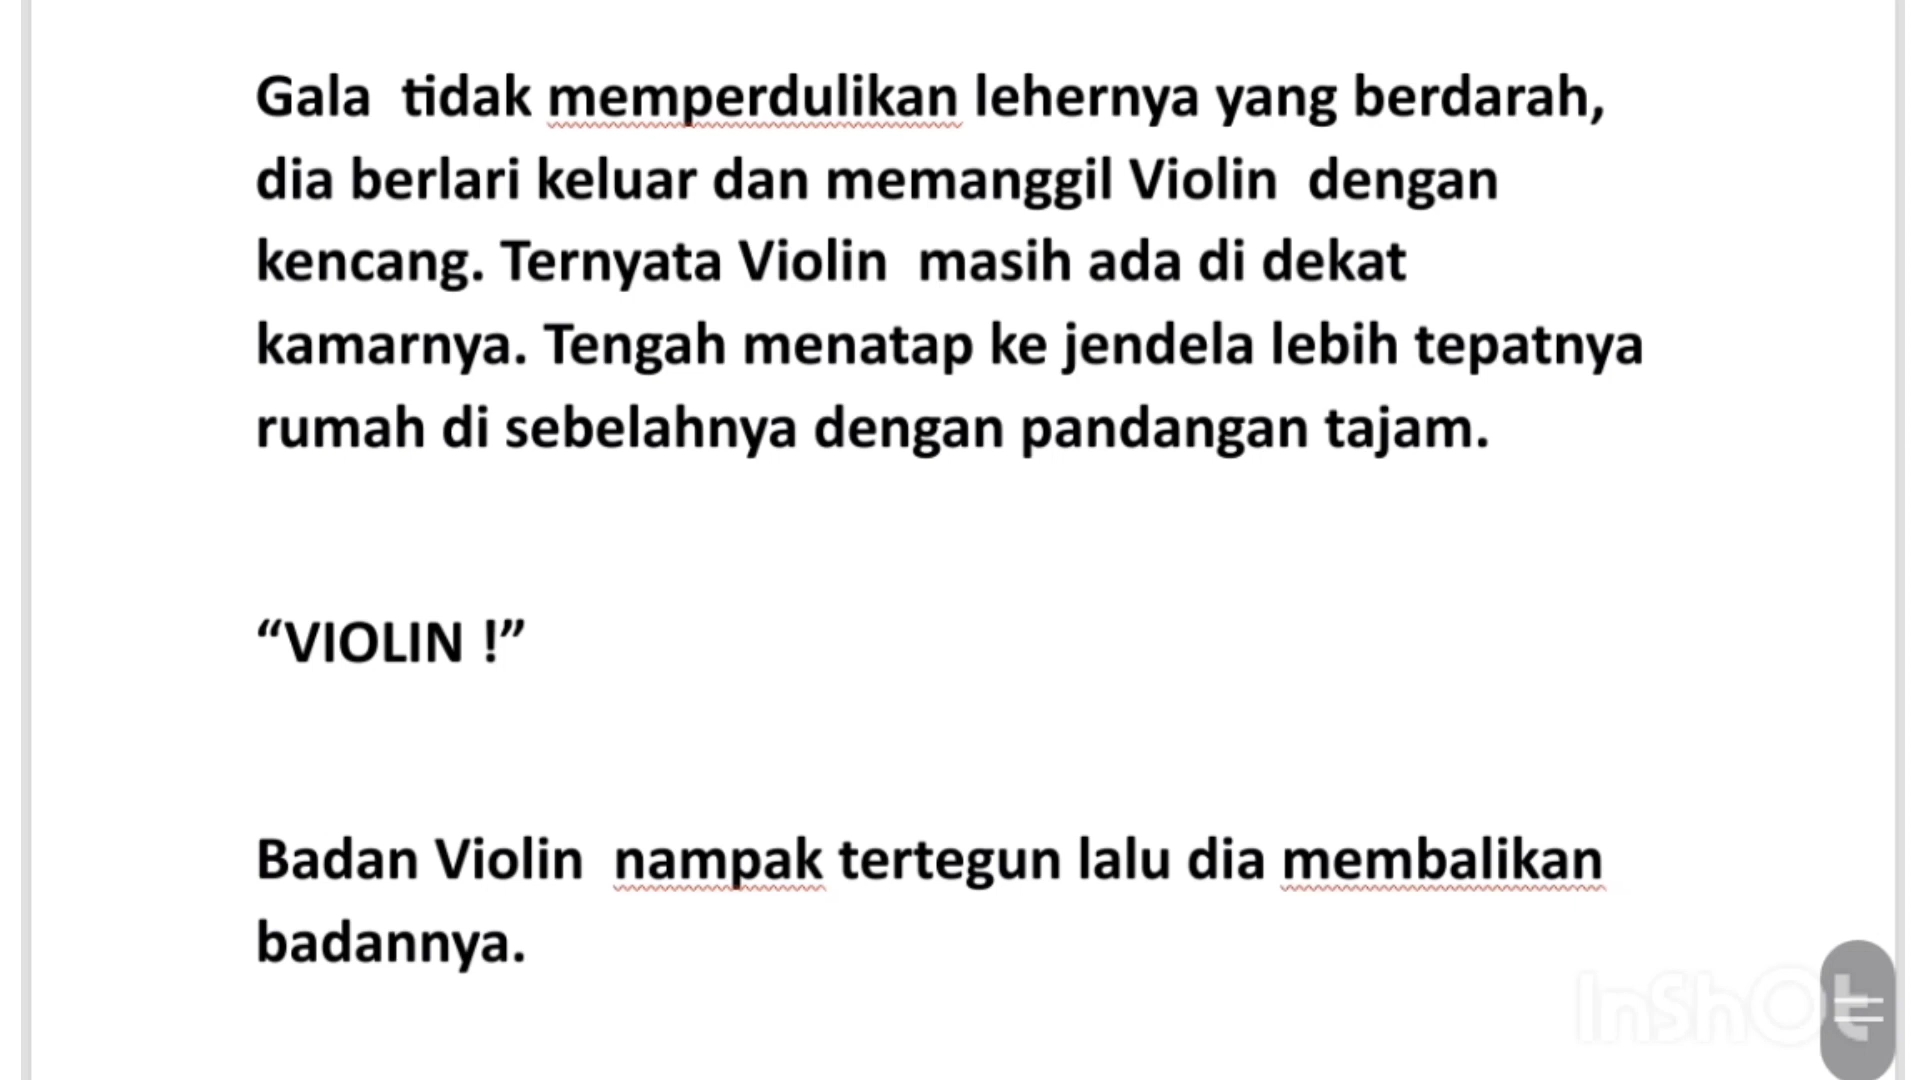 Gala  tidak memperdulikan lehernya yang berdarah,
dia berlari keluar dan memanggil Violin  dengan
kencang. Ternyata Violin  masih ada di dekat
kamarnya. Tengah menatap ke jendela lebih tepatnya
rumah di sebelahnya dengan pandangan tajam.
“VIOLIN !”
Badan Violin  nampak tertegun lalu dia membalikan
badannya.
InShOt